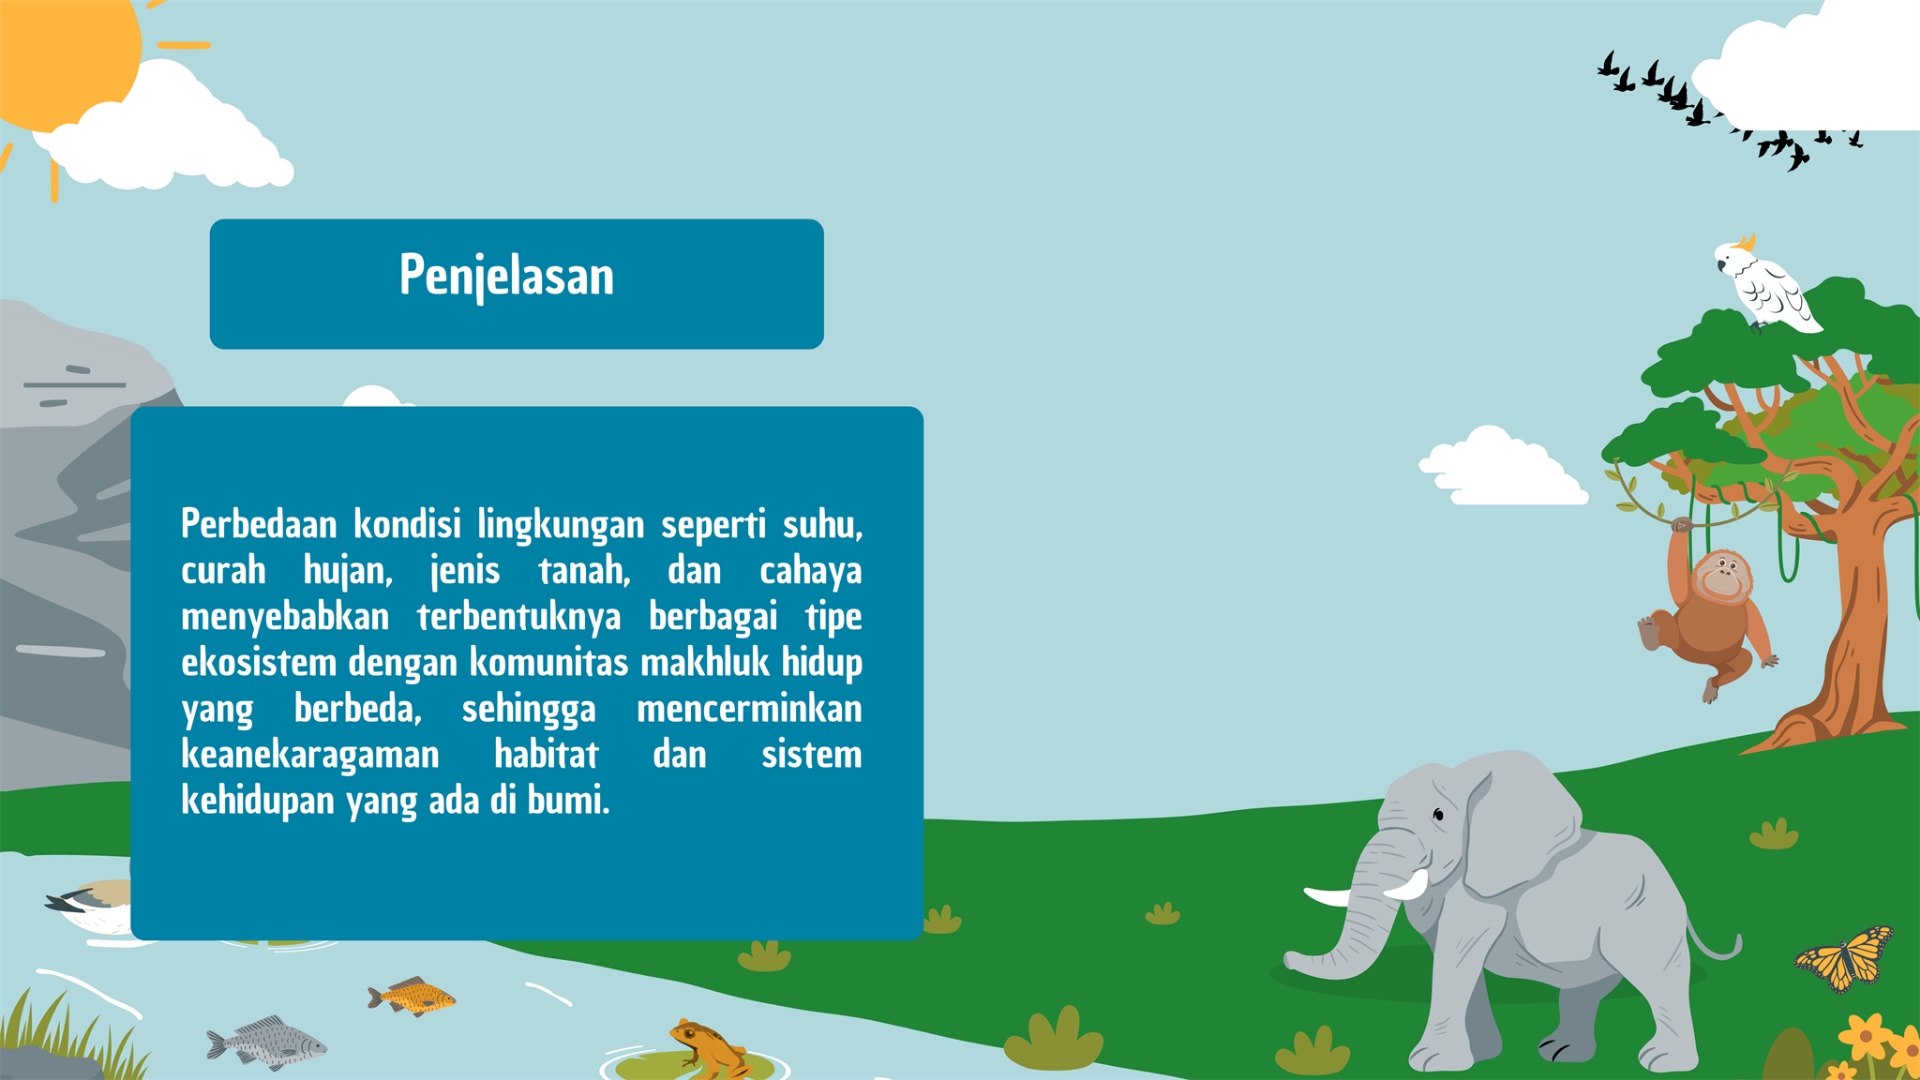 Penjelasan
Perbedaan kondisi lingkungan seperti suhu,
curah hujan, jenis tanah, dan cahaya
menyebabkan terbentuknya berbagai tipe
ekosistem dengan komunitas makhluk hidup
yang berbeda, sehingga mencerminkan
keanekaragaman habitat dan sistem
kehidupan yang ada di bumi.